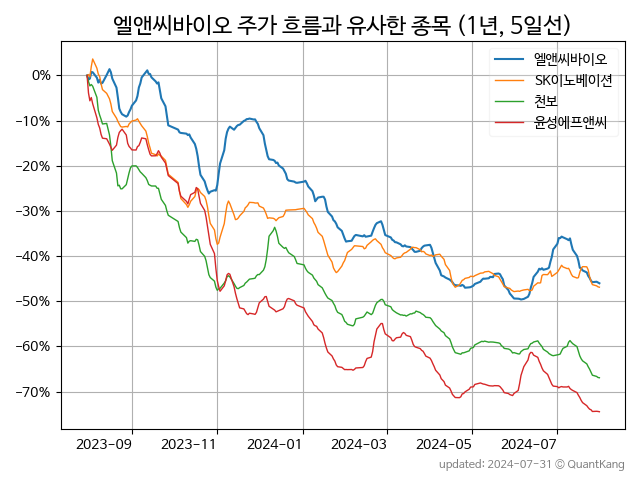 엘앤씨바이오 주가 흐름과 유사한 종목 (1년, 5일선)
엘앤씨바이오
SK이노베이션
천보
윤성에프앤씨
0%
−10%
−20%
−30%
−40%
−50%
−60%
−70%
2023-09
2023-11
2024-01
2024-03
2024-05
2024-07
updated: 2024-07-31 © QuantKang